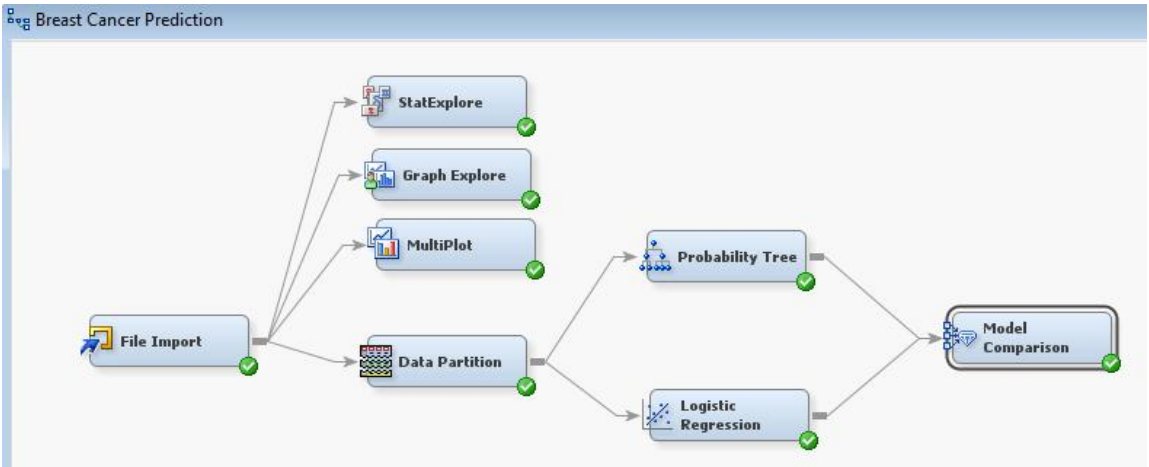 Breast Cancer Prediction
StatExplore
Graph Explore
MultiPlot
File Import
Data Partition
Probability Tree
Logistic
Regression
Model
Comparison